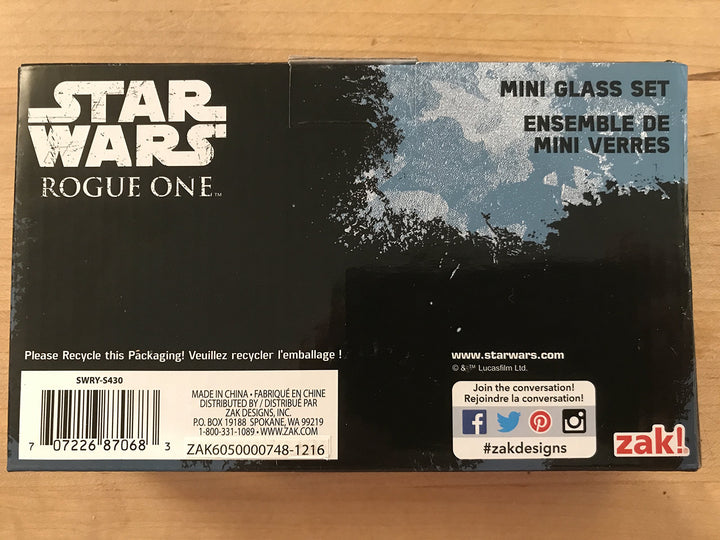 STAR
WARS
ROGUE ONE™
MINI GLASS SET
ENSEMBLE DE
MINI VERRES
Please Recycle this Packaging! Veuillez recycler l'emballage !
www.starwars.com
© &™ Lucasfilm Ltd.
SWRY-S430
7 07226 87068 3
MADE IN CHINA • FABRIQUÉ EN CHINE
DISTRIBUTED BY / DISTRIBUÉ PAR
ZAK DESIGNS, INC.
P.O. BOX 19188 SPOKANE, WA 99219
1-800-331-1089 • WWW.ZAK.COM
ZAK6050000748-1216
Join the conversation!
Rejoindre la conversation!
#zakdesigns
zak!®